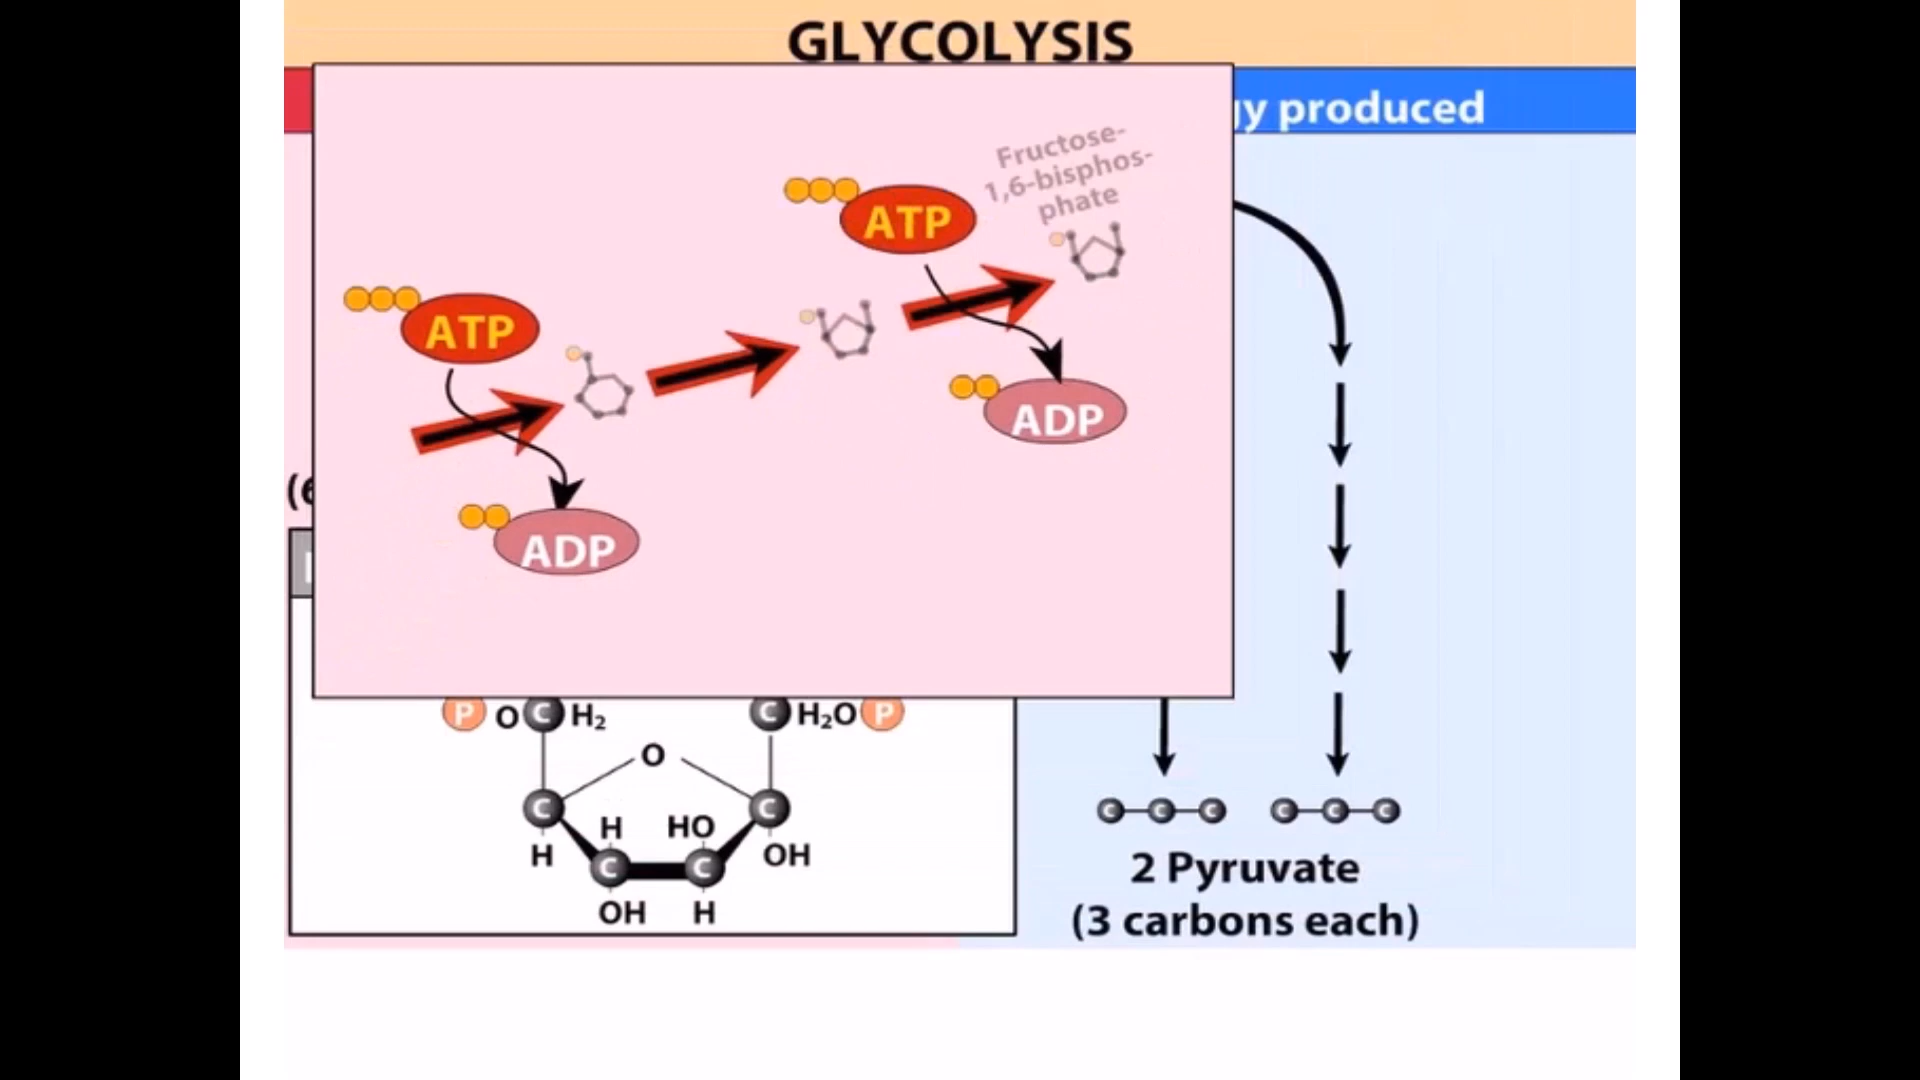 GLYCOLYSIS
gy produced
Fructose-
1,6-bisphos-
phate
ATP
ATP
ADP
ADP
(6
P O C H₂ C H₂O P
O
C C
H HO
H OH
C C
OH H
C C C C C C
2 Pyruvate
(3 carbons each)